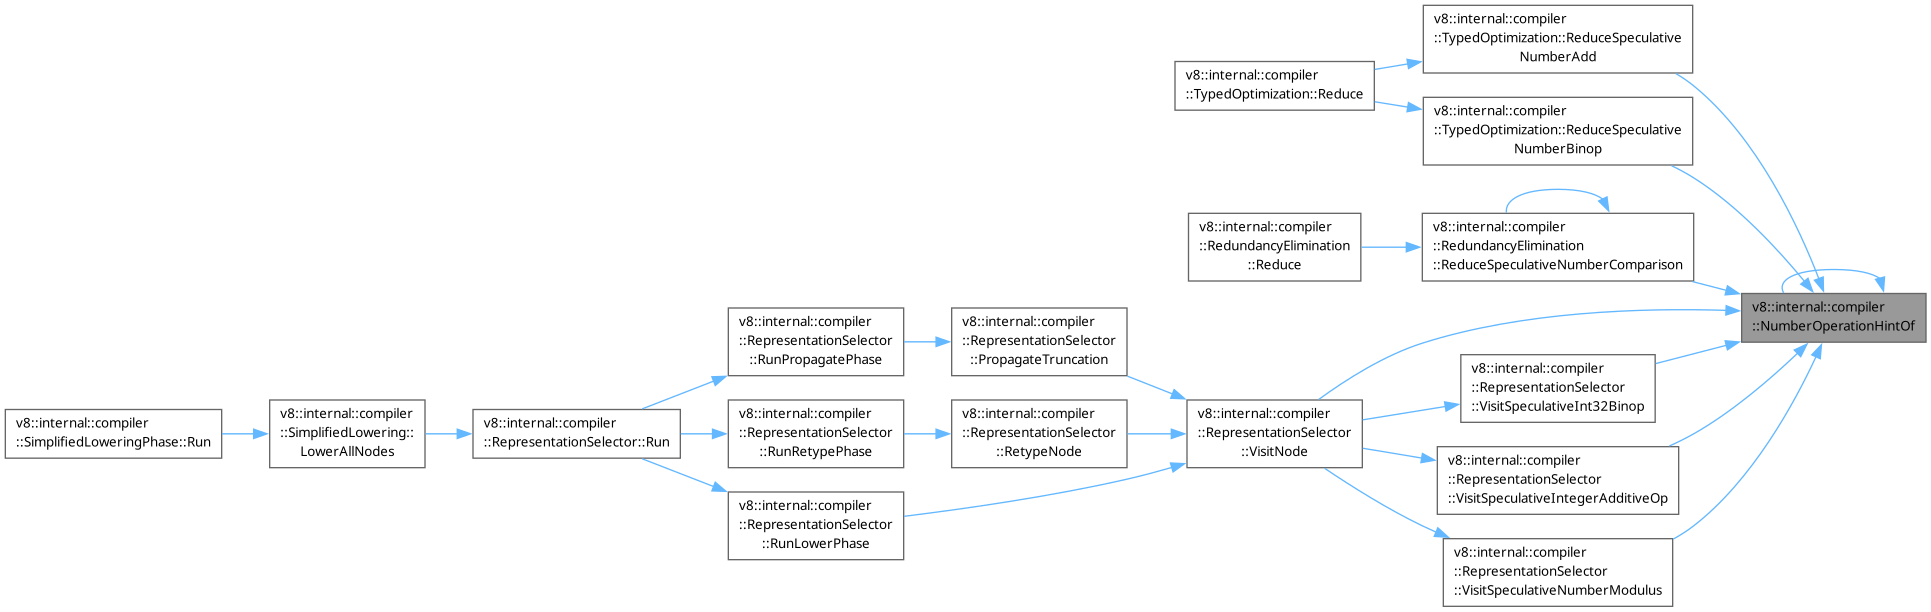 v8::internal::compiler
::TypedOptimization::ReduceSpeculative
NumberAdd
v8::internal::compiler
::TypedOptimization::Reduce
v8::internal::compiler
::TypedOptimization::ReduceSpeculative
NumberBinop
v8::internal::compiler
::RedundancyElimination
::Reduce
v8::internal::compiler
::RedundancyElimination
::ReduceSpeculativeNumberComparison
v8::internal::compiler
::NumberOperationHintOf
v8::internal::compiler
::RepresentationSelector
::RunPropagatePhase
v8::internal::compiler
::RepresentationSelector
::PropagateTruncation
v8::internal::compiler
::RepresentationSelector
::VisitSpeculativeInt32Binop
v8::internal::compiler
::SimplifiedLoweringPhase::Run
v8::internal::compiler
::SimplifiedLowering::
LowerAllNodes
v8::internal::compiler
::RepresentationSelector::Run
v8::internal::compiler
::RepresentationSelector
::RunRetypePhase
v8::internal::compiler
::RepresentationSelector
::RetypeNode
v8::internal::compiler
::RepresentationSelector
::VisitNode
v8::internal::compiler
::RepresentationSelector
::VisitSpeculativeIntegerAdditiveOp
v8::internal::compiler
::RepresentationSelector
::RunLowerPhase
v8::internal::compiler
::RepresentationSelector
::VisitSpeculativeNumberModulus